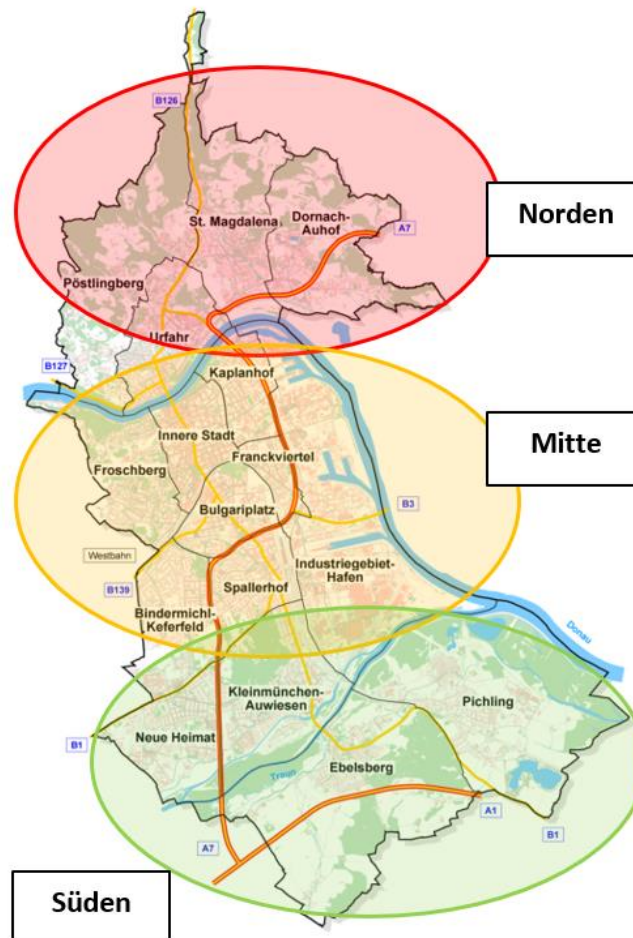 B126
Norden
St. Magdalena
Dornach-
Auhof
A7
Pöstlingberg
Urfahr
B127
Kaplanhof
Mitte
Innere Stadt
Froschberg
Franckviertel
B3
Bulgariplatz
Westbahn
Industriegebiet-
Hafen
B139
Spallerhof
Bindermichl-
Keferfeld
Donau
Kleinmünchen-
Auwiesen
Pichling
B1
Neue Heimat
Ebelsberg
Traun
A1
B1
A7
Süden